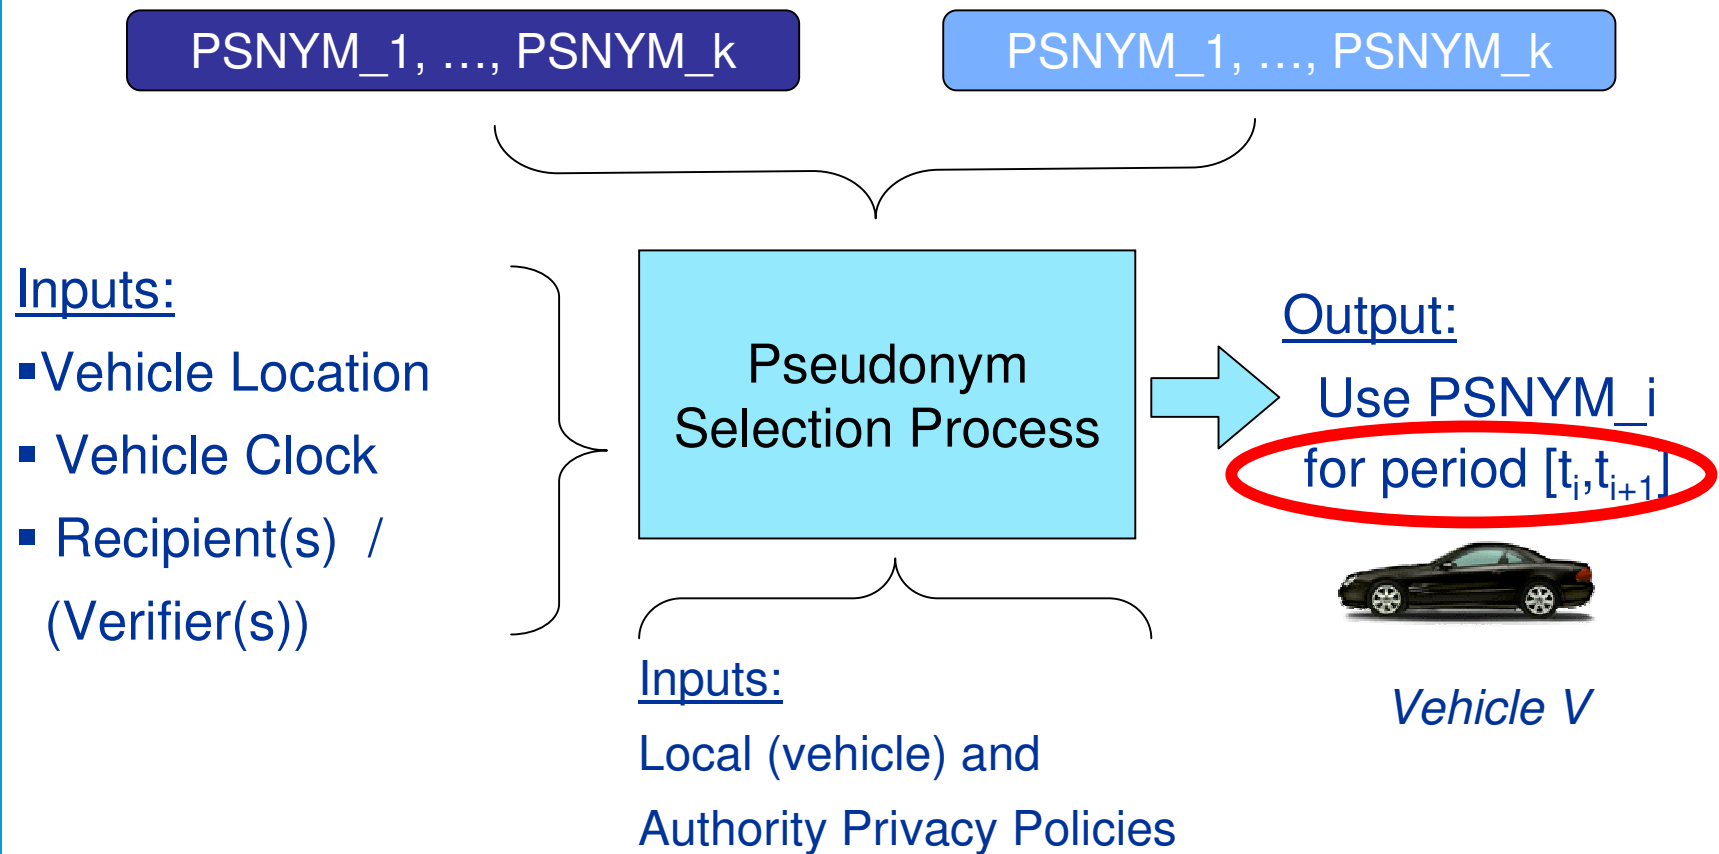 PSNYM_1, ..., PSNYM_k
PSNYM_1, ..., PSNYM_k
Inputs:
▪Vehicle Location
▪ Vehicle Clock
▪ Recipient(s) /
(Verifier(s))
Pseudonym
Selection Process
Output:
Use PSNYM_i
for period [tᵢ,tᵢ₊₁]
Vehicle V
Inputs:
Local (vehicle) and
Authority Privacy Policies